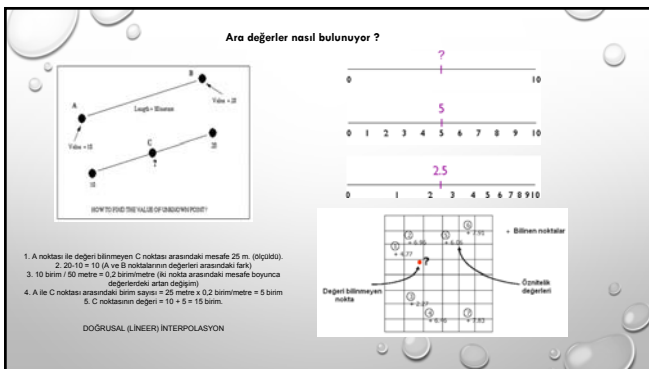 Ara değerler nasıl bulunuyor ?
B
A
Value = 20
C
?
20
10
HOW TO FIND THE VALUE OF UNKNOWN POINT?
1. A noktası ile değeri bilinmeyen C noktası arasındaki mesafe 25 m. (ölçüldü).
2. 20-10 = 10 (A ve B noktalarının değerleri arasındaki fark)
3. 10 birim / 50 metre = 0,2 birim/metre (iki nokta arasındaki mesafe boyunca
değerlerdeki artan değişim)
4. A ile C noktası arasındaki birim sayısı = 25 metre x 0,2 birim/metre = 5 birim
5. C noktasının değeri = 10 + 5 = 15 birim.
DOĞRUSAL (LİNEER) İNTERPOLASYON
?
0 10
5
0 1 2 3 4 5 6 7 8 9 10
2.5
0 1 2 3 4 5 6 7 8 9 10
+ Bilinen noktalar
+ 4.77
?
Değeri bilinmeyen
nokta
Öznitelik
değerleri
+ 2.27